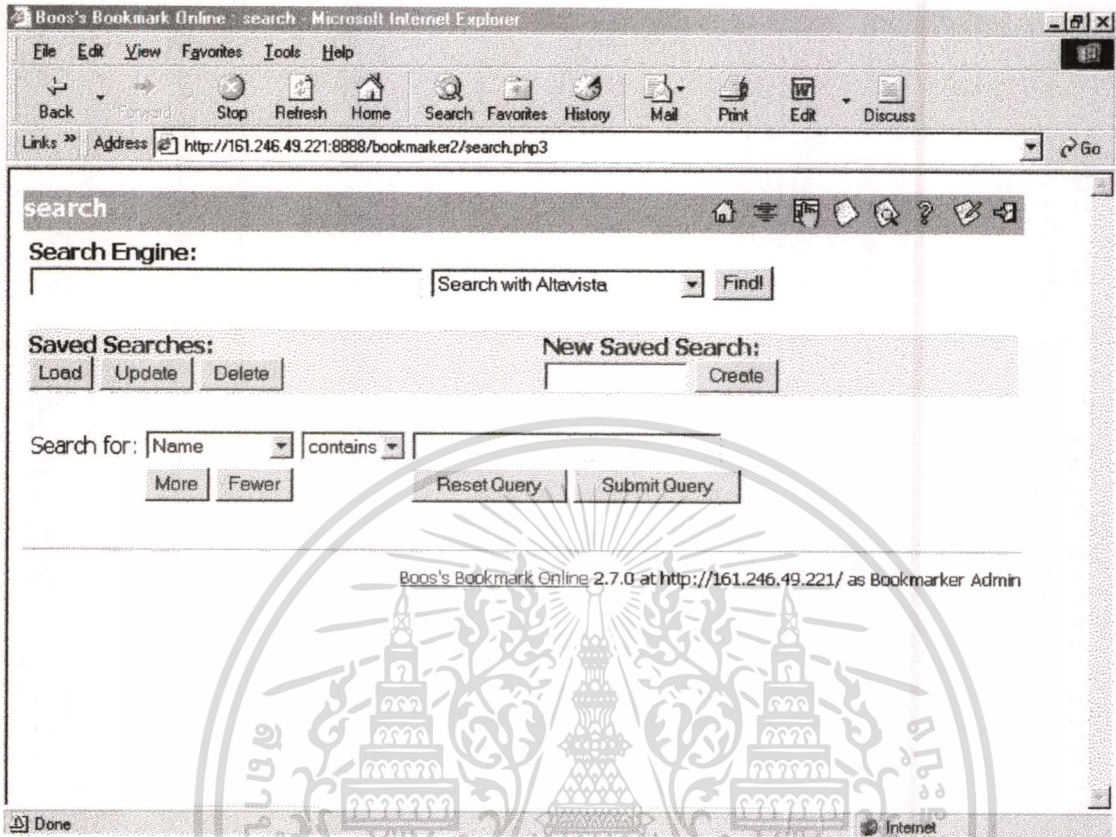 Boos's Bookmark Online : search - Microsoft Internet Explorer
File Edit View Favorites Tools Help
Back Forward Stop Refresh Home Search Favorites History Mail Print Edit Discuss
Links » Address http://161.246.49.221:8888/bookmarker2/search.php3 Go
search
Search Engine:
Search with Altavista Find!
Saved Searches: New Saved Search:
Load Update Delete Create
Search for: Name contains
More Fewer Reset Query Submit Query
Boos's Bookmark Online 2.7.0 at http://161.246.49.221/ as Bookmarker Admin
Done Internet